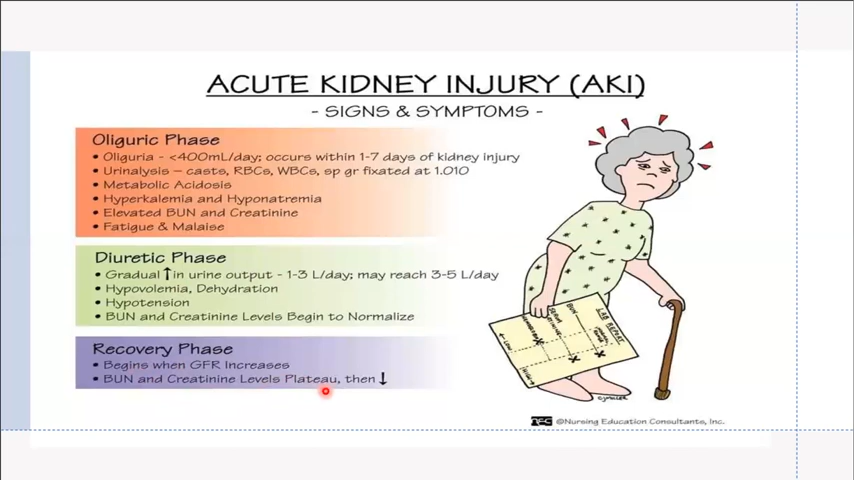 ACUTE KIDNEY INJURY (AKI)
- SIGNS & SYMPTOMS -
Oliguric Phase
• Oliguria - <400mL/day; occurs within 1-7 days of kidney injury
• Urinalysis – casts, RBCs, WBCs, sp gr fixated at 1.010
• Metabolic Acidosis
• Hyperkalemia and Hyponatremia
• Elevated BUN and Creatinine
• Fatigue & Malaise
Diuretic Phase
• Gradual ↑ in urine output - 1-3 L/day; may reach 3-5 L/day
• Hypovolemia, Dehydration
• Hypotension
• BUN and Creatinine Levels Begin to Normalize
Recovery Phase
• Begins when GFR Increases
• BUN and Creatinine Levels Plateau, then ↓
LAB REPORT
BUN
SERUM
CREATININE
NEC ©Nursing Education Consultants, Inc.